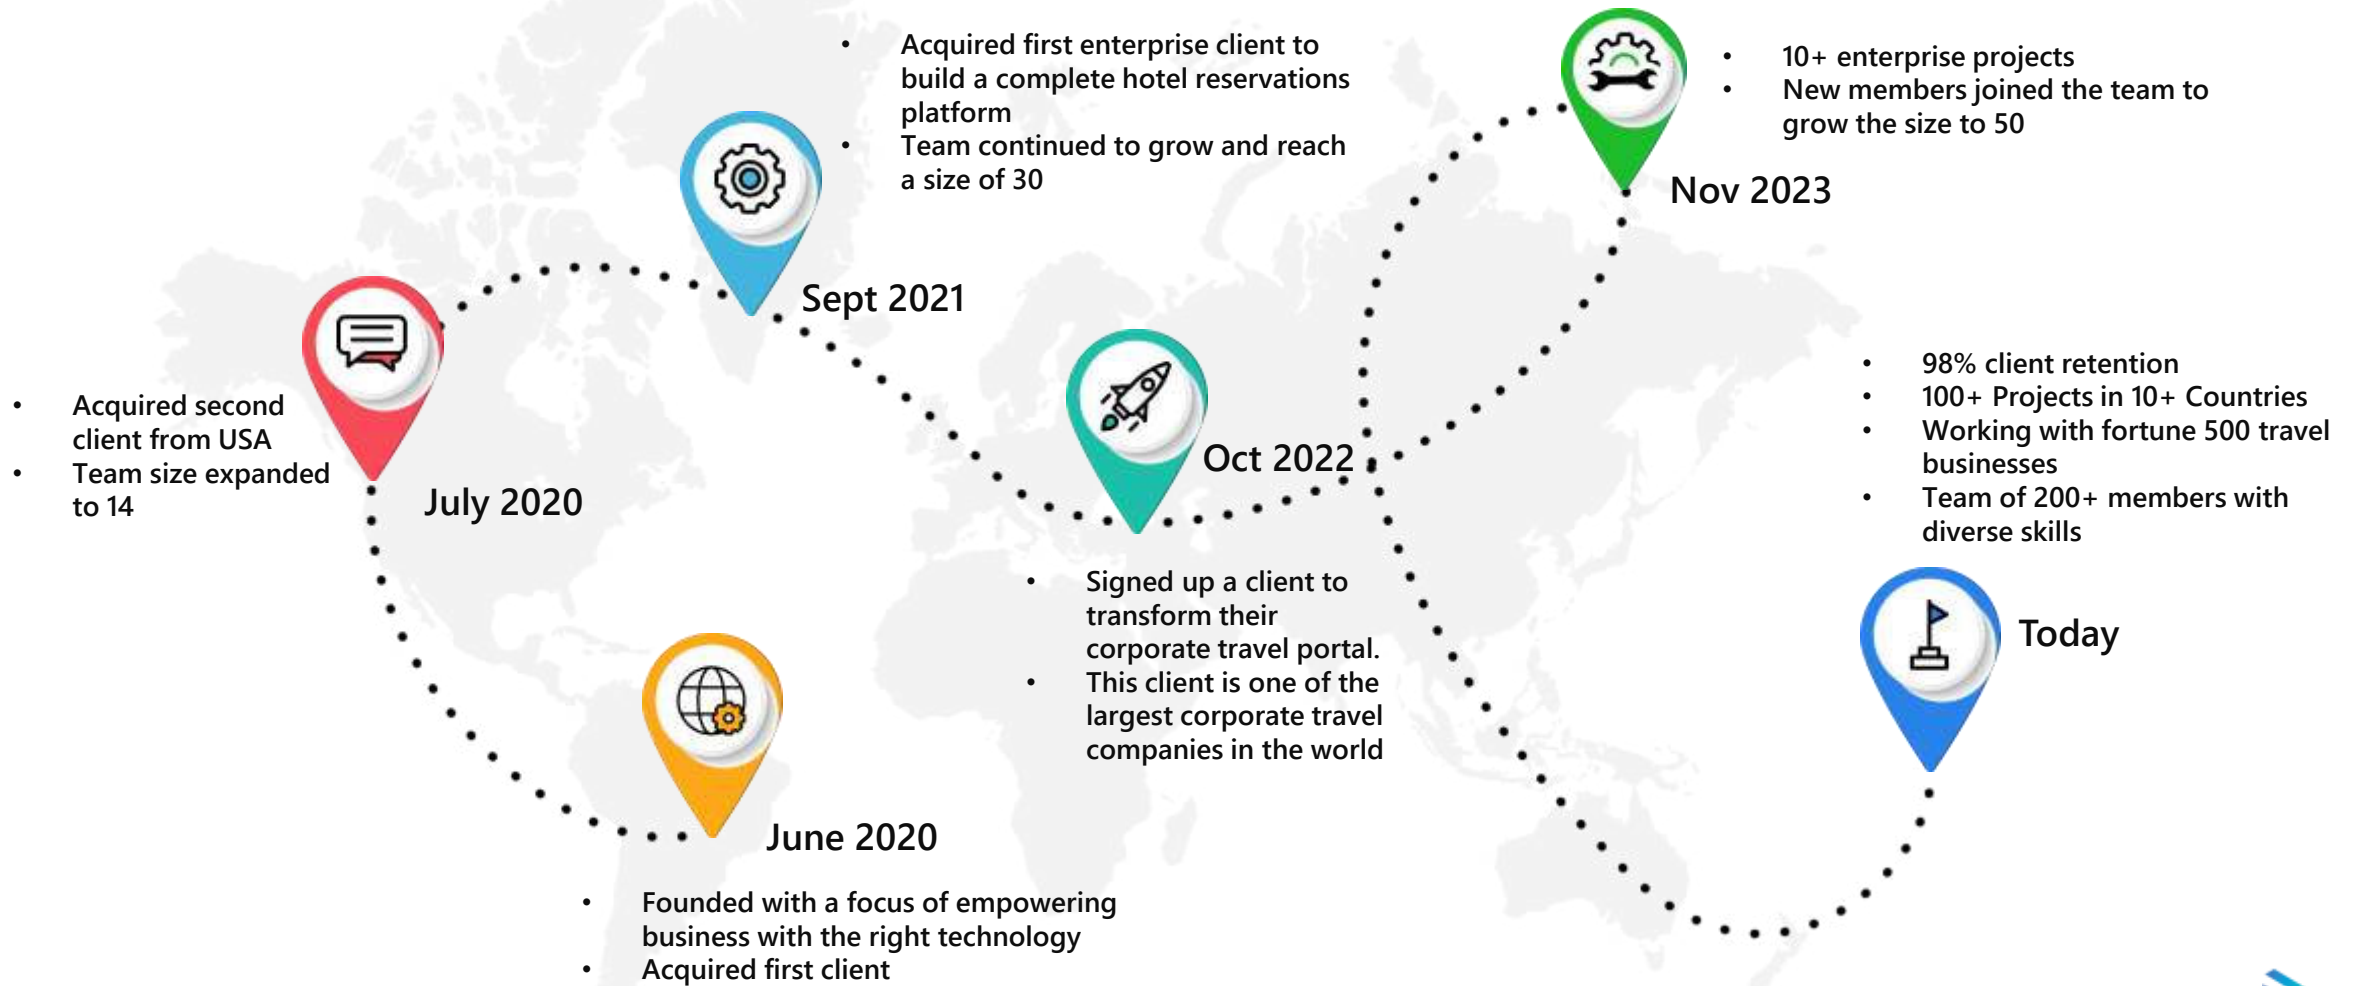 • Acquired first enterprise client to
build a complete hotel reservations
platform
• Team continued to grow and reach
a size of 30
Sept 2021
• 10+ enterprise projects
• New members joined the team to
grow the size to 50
Nov 2023
• Acquired second
client from USA
• Team size expanded
to 14
July 2020
Oct 2022
• Signed up a client to
transform their
corporate travel portal.
• This client is one of the
largest corporate travel
companies in the world
• 98% client retention
• 100+ Projects in 10+ Countries
• Working with fortune 500 travel
businesses
• Team of 200+ members with
diverse skills
Today
June 2020
• Founded with a focus of empowering
business with the right technology
• Acquired first client